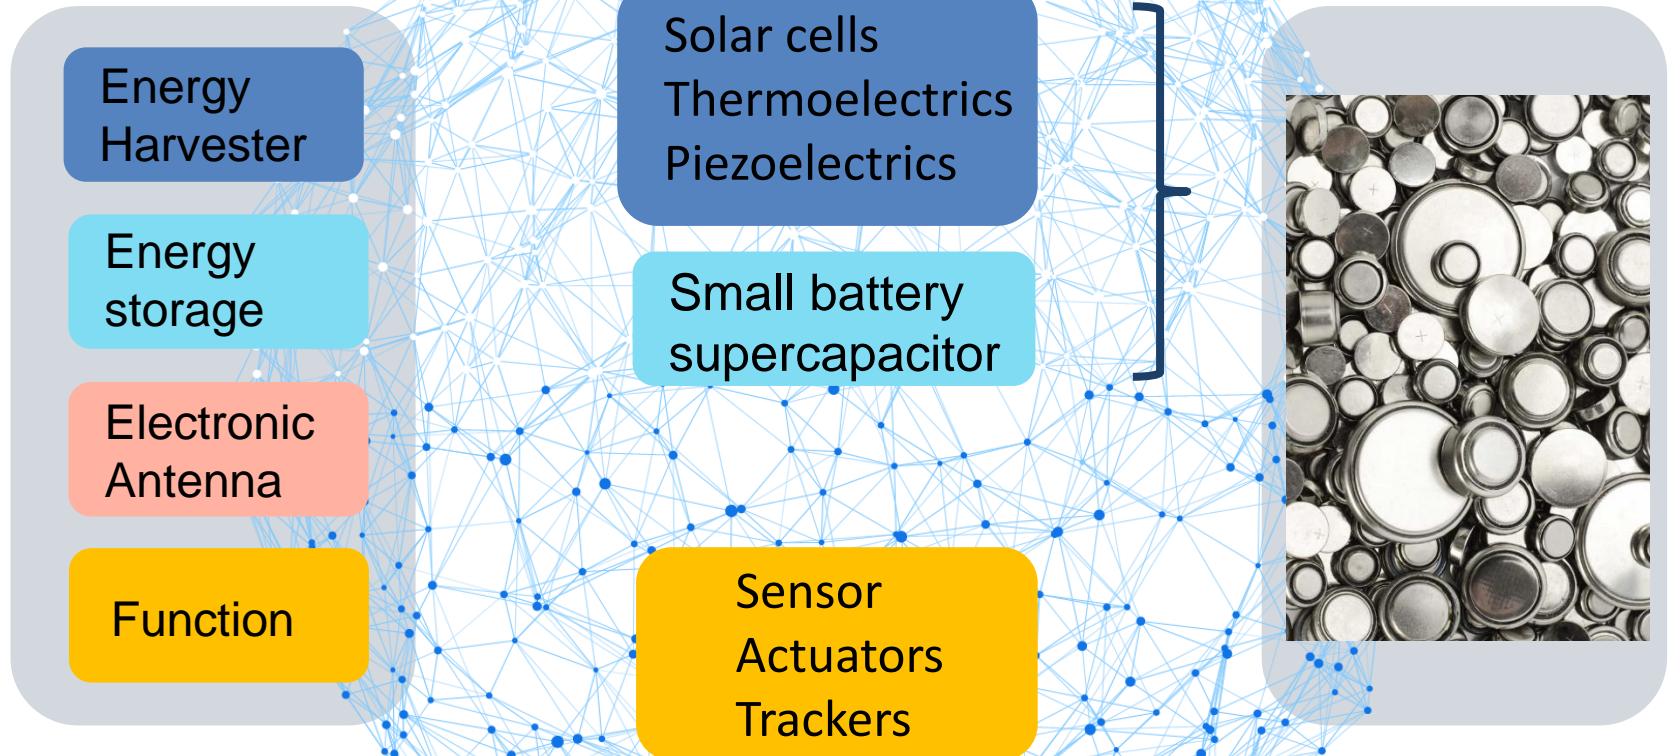 Energy
Harvester
Energy
storage
Electronic
Antenna
Function
Solar cells
Thermoelectrics
Piezoelectrics
Small battery
supercapacitor
Sensor
Actuators
Trackers